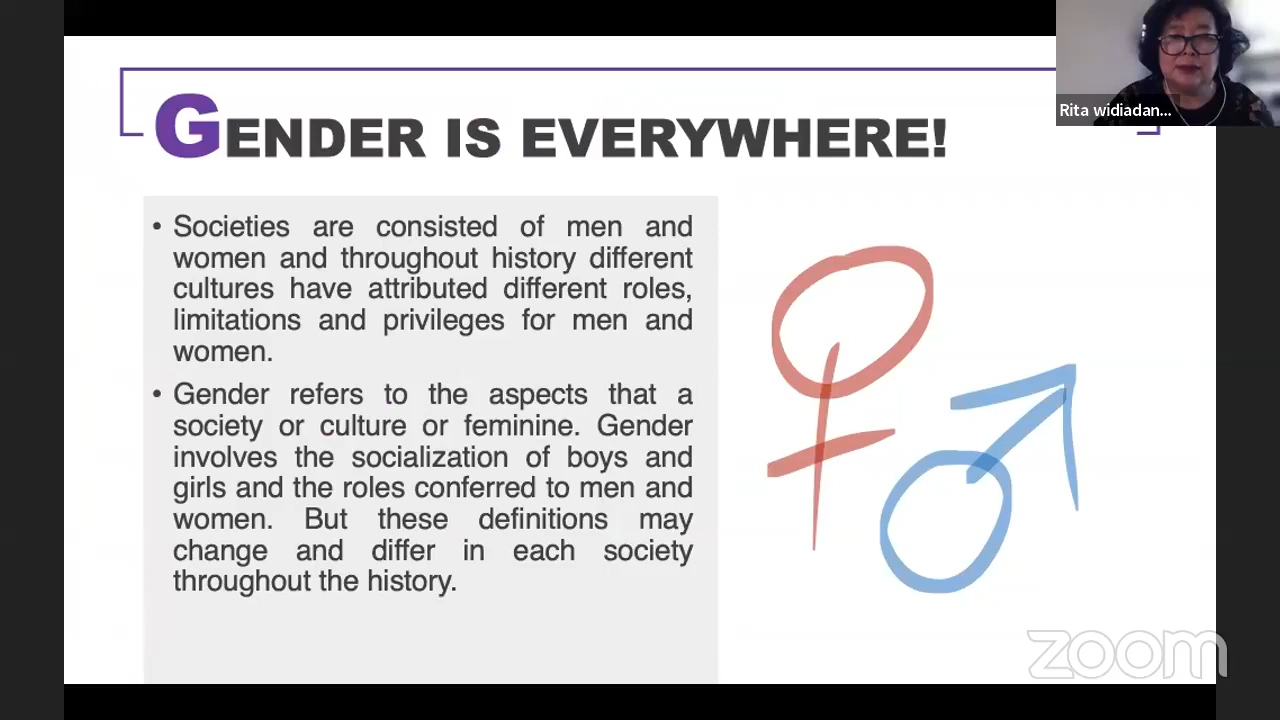 Rita widiadan...
GENDER IS EVERYWHERE!
• Societies are consisted of men and
women and throughout history different
cultures have attributed different roles,
limitations and privileges for men and
women.
• Gender refers to the aspects that a
society or culture or feminine. Gender
involves the socialization of boys and
girls and the roles conferred to men and
women. But these definitions may
change and differ in each society
throughout the history.
zoom